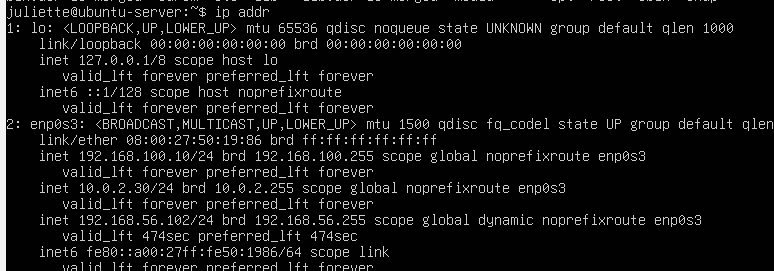 juliette@ubuntu-server:~$ ip addr
1: lo: <LOOPBACK,UP,LOWER_UP> mtu 65536 qdisc noqueue state UNKNOWN group default qlen 1000
    link/loopback 00:00:00:00:00:00 brd 00:00:00:00:00:00
    inet 127.0.0.1/8 scope host lo
       valid_lft forever preferred_lft forever
    inet6 ::1/128 scope host noprefixroute
       valid_lft forever preferred_lft forever
2: enp0s3: <BROADCAST,MULTICAST,UP,LOWER_UP> mtu 1500 qdisc fq_codel state UP group default qlen
    link/ether 08:00:27:50:19:86 brd ff:ff:ff:ff:ff:ff
    inet 192.168.100.10/24 brd 192.168.100.255 scope global noprefixroute enp0s3
       valid_lft forever preferred_lft forever
    inet 10.0.2.30/24 brd 10.0.2.255 scope global noprefixroute enp0s3
       valid_lft forever preferred_lft forever
    inet 192.168.56.102/24 brd 192.168.56.255 scope global dynamic noprefixroute enp0s3
       valid_lft 474sec preferred_lft 474sec
    inet6 fe80::a00:27ff:fe50:1986/64 scope link
       valid_lft forever preferred_lft forever